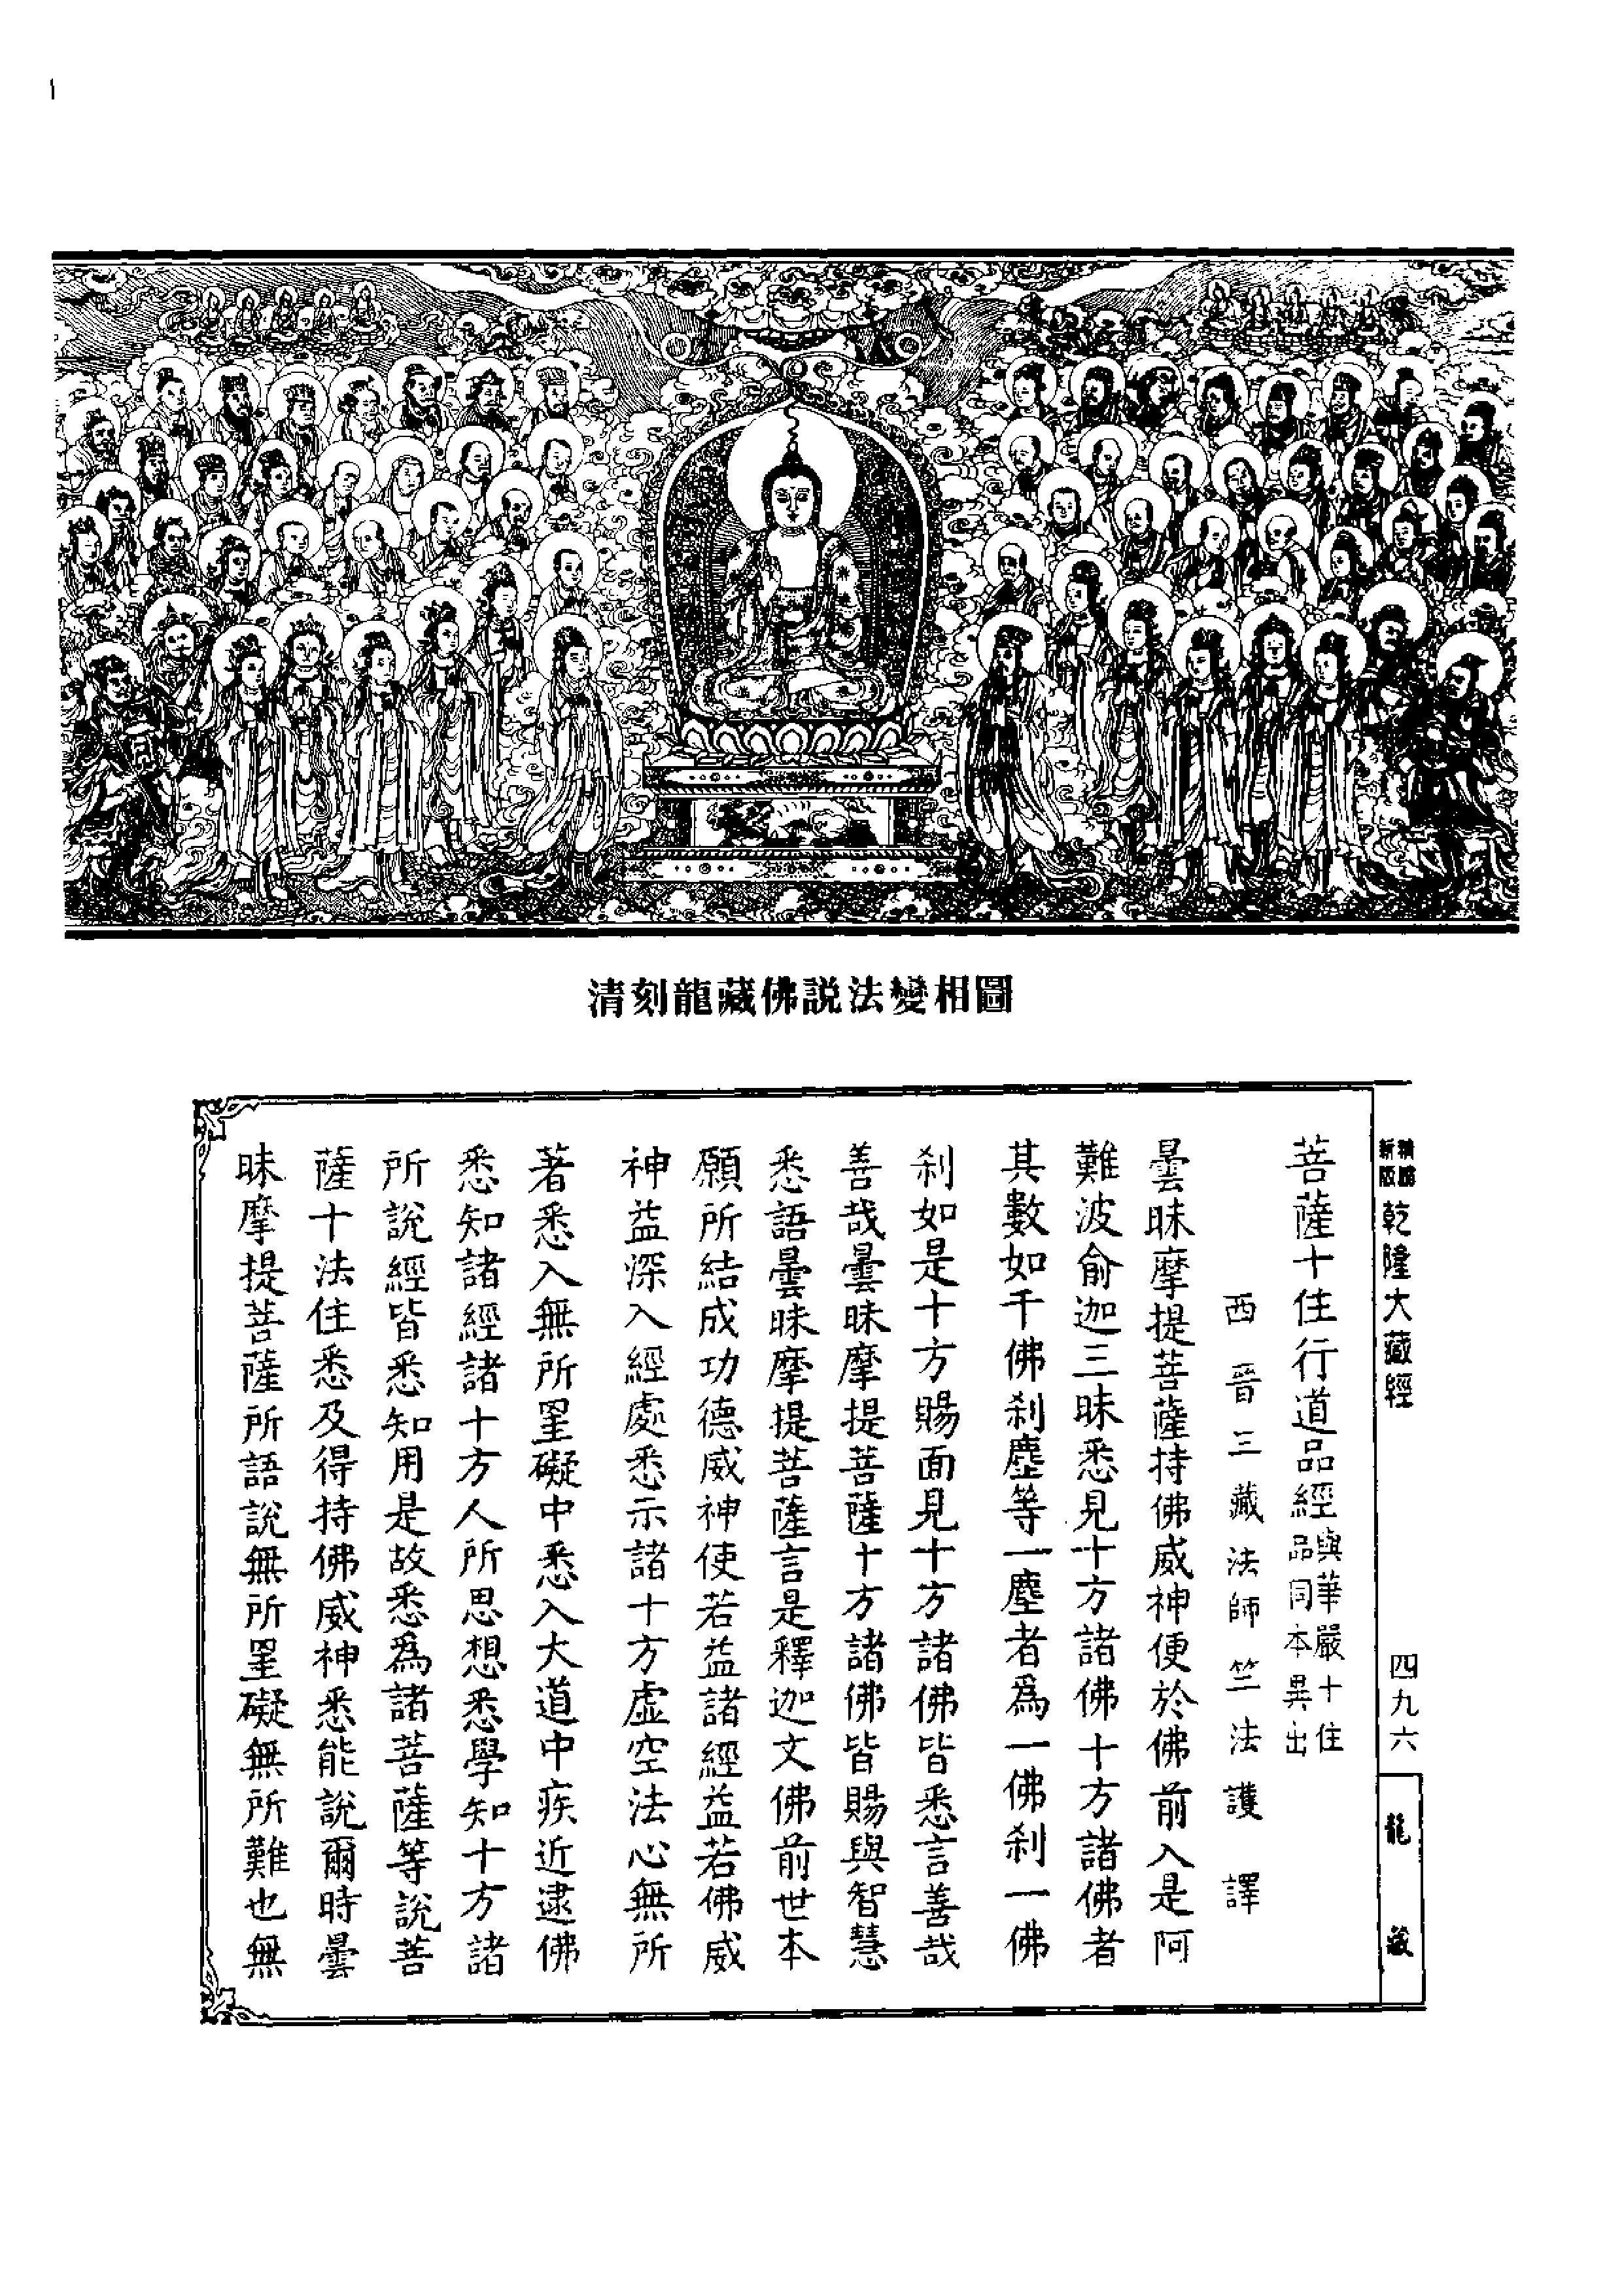 清刻龍藏佛説法變相圖
新版
乾隆大藏經
四九六
龍藏
菩薩十住行道品經與華嚴十住
品同本異出
西晋三藏法師竺法護譯
曇昧摩提菩薩持佛威神便於佛前入是阿
難波俞迦三昧悉見十方諸佛十方諸佛者
其數如千佛刹塵等一塵者爲一佛刹一佛
刹如是十方賜面見十方諸佛皆悉言善哉
善哉曇昧摩提菩薩十方諸佛皆賜與智慧
悉語曇昧摩提菩薩言是釋迦文佛前世本
願所結成功德威神使若益諸經益若佛威
神益深入經處悉示諸十方虛空法心無所
著悉入無所罣礙中悉入大道中疾近逮佛
悉知諸經諸十方人所思想悉學知十方諸
所說經皆悉知用是故悉爲諸菩薩等說菩
薩十法住悉及得持佛威神悉能說爾時曇
昧摩提菩薩所語說無所罣礙無所難也無